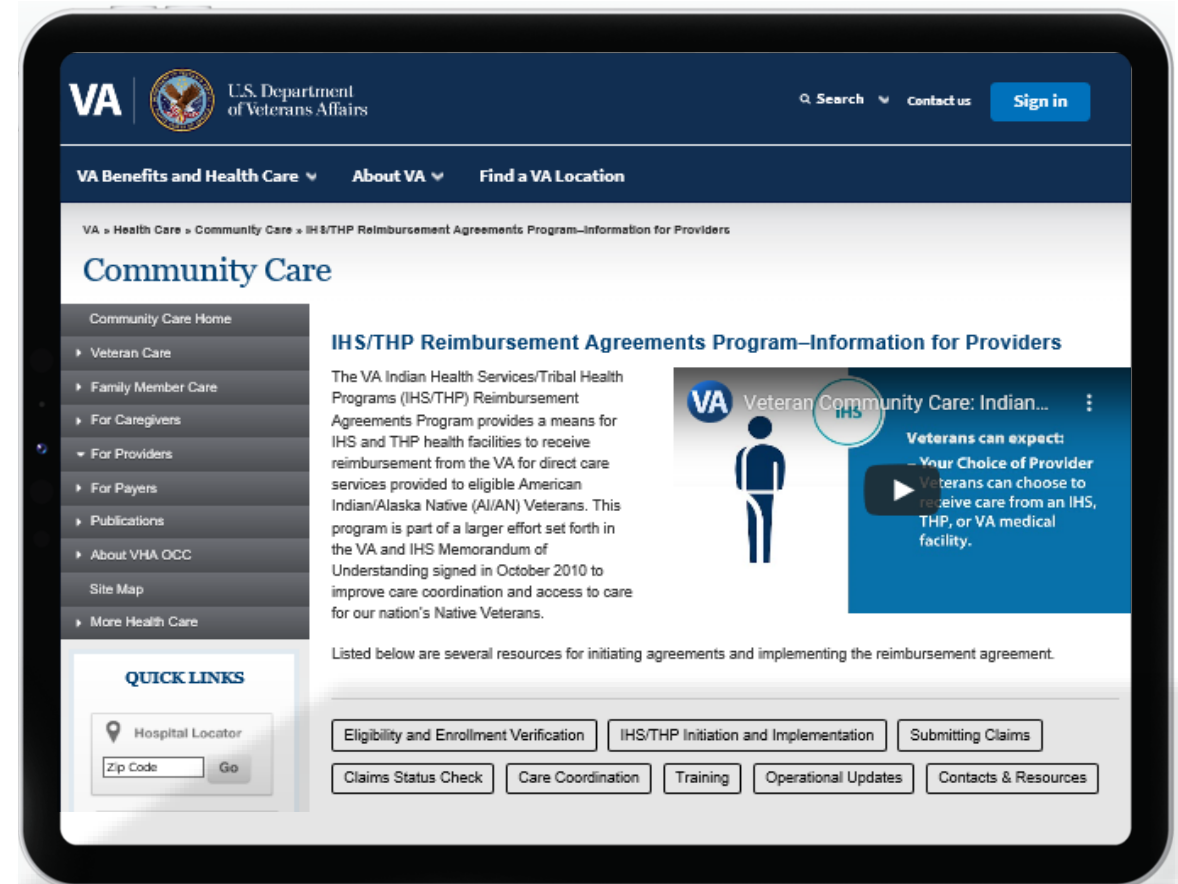 VA
U.S. Department
of Veterans Affairs
Search
Contact us
Sign in
VA Benefits and Health Care
About VA
Find a VA Location
VA » Health Care » Community Care » IHS/THP Reimbursement Agreements Program–Information for Providers
Community Care
Community Care Home
Veteran Care
Family Member Care
For Caregivers
For Providers
For Payers
Publications
About VHA OCC
Site Map
More Health Care
QUICK LINKS
Hospital Locator
Zip Code
Go
IHS/THP Reimbursement Agreements Program–Information for Providers
The VA Indian Health Services/Tribal Health
Programs (IHS/THP) Reimbursement
Agreements Program provides a means for
IHS and THP health facilities to receive
reimbursement from the VA for direct care
services provided to eligible American
Indian/Alaska Native (AI/AN) Veterans. This
program is part of a larger effort set forth in
the VA and IHS Memorandum of
Understanding signed in October 2010 to
improve care coordination and access to care
for our nation's Native Veterans.
VA
Veteran Community Care: Indian...
IHS
Veterans can expect:
– Your Choice of Provider
Veterans can choose to
receive care from an IHS,
THP, or VA medical
facility.
Listed below are several resources for initiating agreements and implementing the reimbursement agreement.
Eligibility and Enrollment Verification
IHS/THP Initiation and Implementation
Submitting Claims
Claims Status Check
Care Coordination
Training
Operational Updates
Contacts & Resources